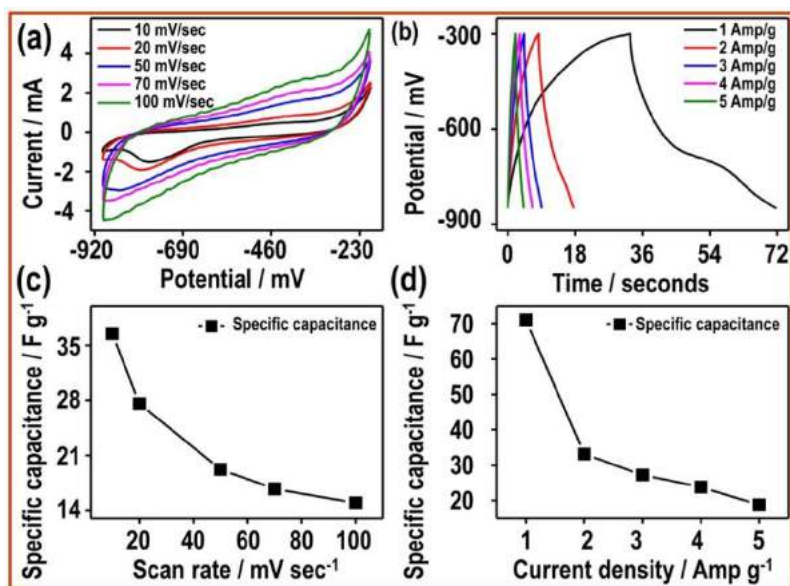 (a)
10 mV/sec
20 mV/sec
50 mV/sec
70 mV/sec
100 mV/sec
Current / mA
4
2
0
-2
-4
-920 -690 -460 -230
Potential / mV
(b)
1 Amp/g
2 Amp/g
3 Amp/g
4 Amp/g
5 Amp/g
Potential / mV
-300
-600
-900
0 18 36 54 72
Time / seconds
(c)
Specific capacitance
Specific capacitance / F g⁻¹
35
28
21
14
20 40 60 80 100
Scan rate / mV sec⁻¹
(d)
Specific capacitance
Specific capacitance / F g⁻¹
70
60
50
40
30
20
1 2 3 4 5
Current density / Amp g⁻¹